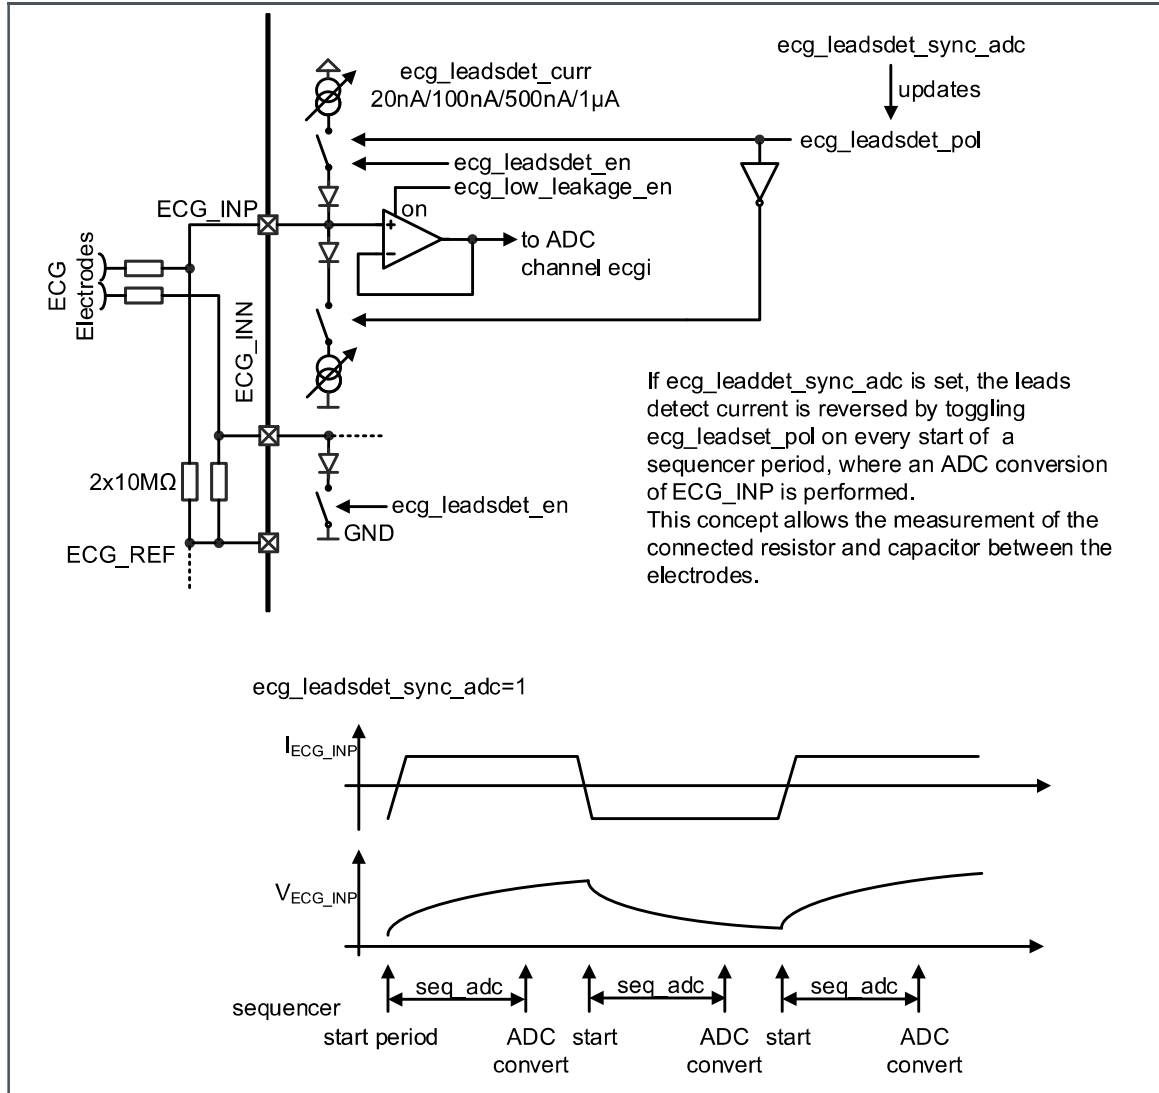 ecg_leadsdet_sync_adc
updates
ecg_leadsdet_pol
ecg_leadsdet_curr
20nA/100nA/500nA/1µA
ecg_leadsdet_en
ecg_low_leakage_en
ECG_INP
on
+
−
to ADC
channel ecgi
ECG
Electrodes
ECG_INN
2x10MΩ
ecg_leadsdet_en
GND
ECG_REF
If ecg_leaddet_sync_adc is set, the leads
detect current is reversed by toggling
ecg_leadset_pol on every start of a
sequencer period, where an ADC conversion
of ECG_INP is performed.
This concept allows the measurement of the
connected resistor and capacitor between the
electrodes.
ecg_leadsdet_sync_adc=1
IECG_INP
VECG_INP
seq_adc seq_adc seq_adc
sequencer
start period ADC start ADC start ADC
convert convert convert